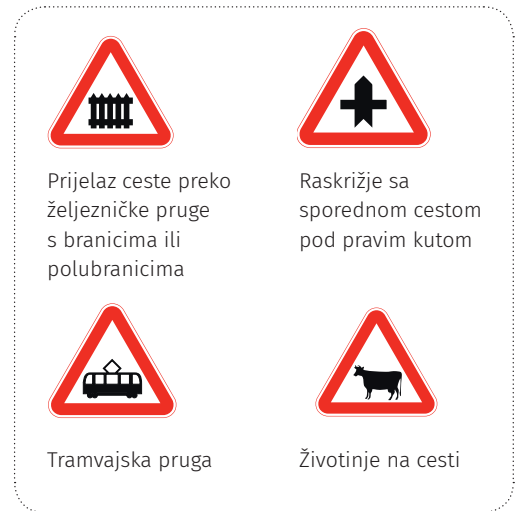 Prijelaz ceste preko
željezničke pruge
s branicima ili
polubranicima
Raskrižje sa
sporednom cestom
pod pravim kutom
Tramvajska pruga
Životinje na cesti